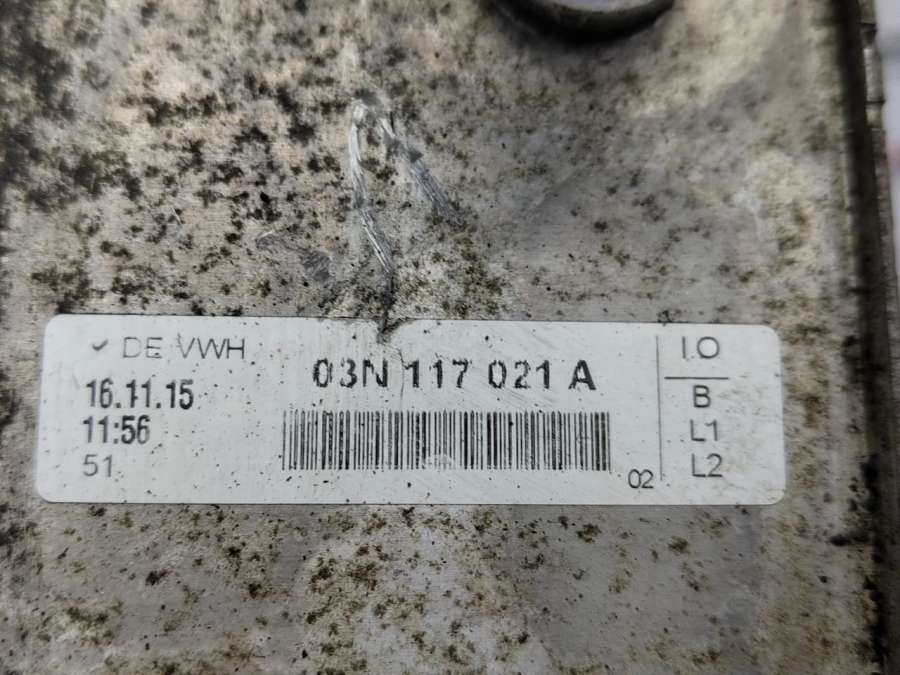 DE VWH
16.11.15
11:56
51
03N 117 021 A
02
I.O
B
L1
L2